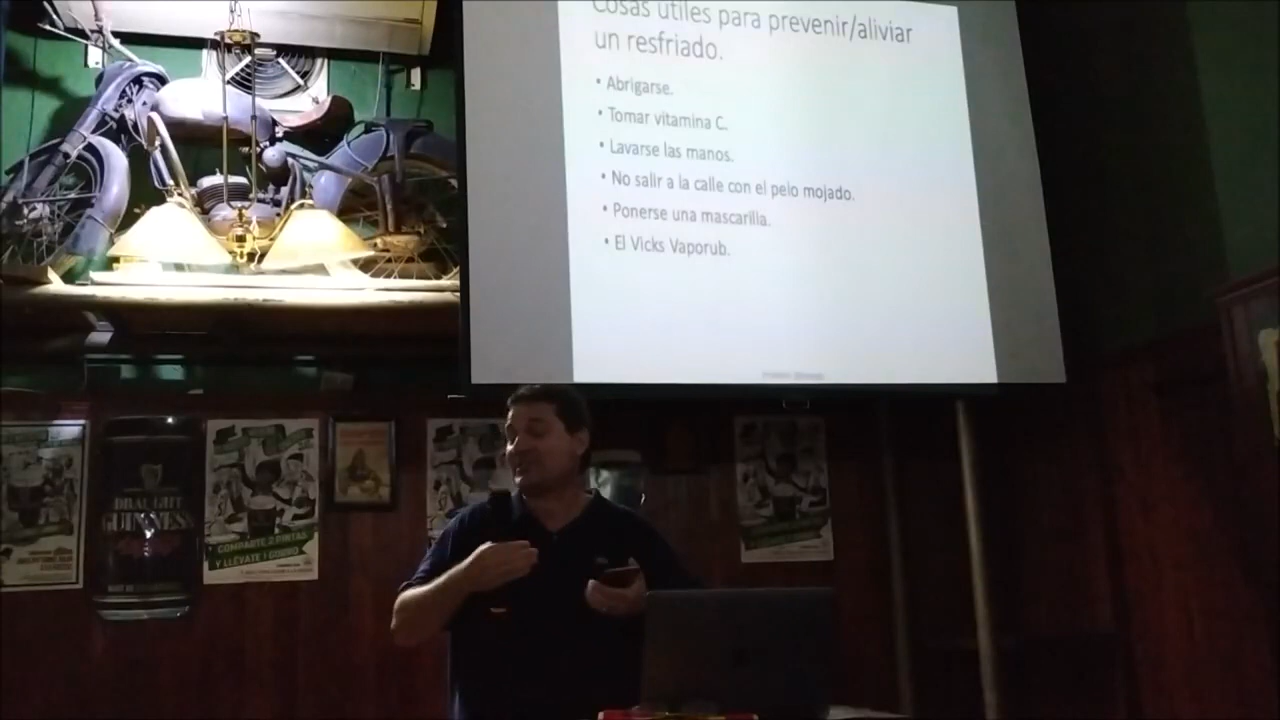 Cosas útiles para prevenir/aliviar
un resfriado.
• Abrigarse.
• Tomar vitamina C.
• Lavarse las manos.
• No salir a la calle con el pelo mojado.
• Ponerse una mascarilla.
• El Vicks Vaporub.
DRAUGHT
GUINNESS
COMPARTE 2 PINTAS
Y LLÉVATE 1 GORRO